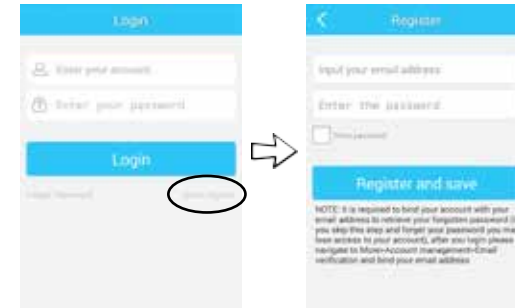 Login
Enter your account
Enter your password
Login
Register
Input your email address
Enter the password
Register and save
NOTE: It is required to bind your account with your
email address to retrieve your forgotten password (if
you skip this step and forget your password you may
lose access to your account), after you login please
navigate to More>Account management>Email
verification and bind your email address